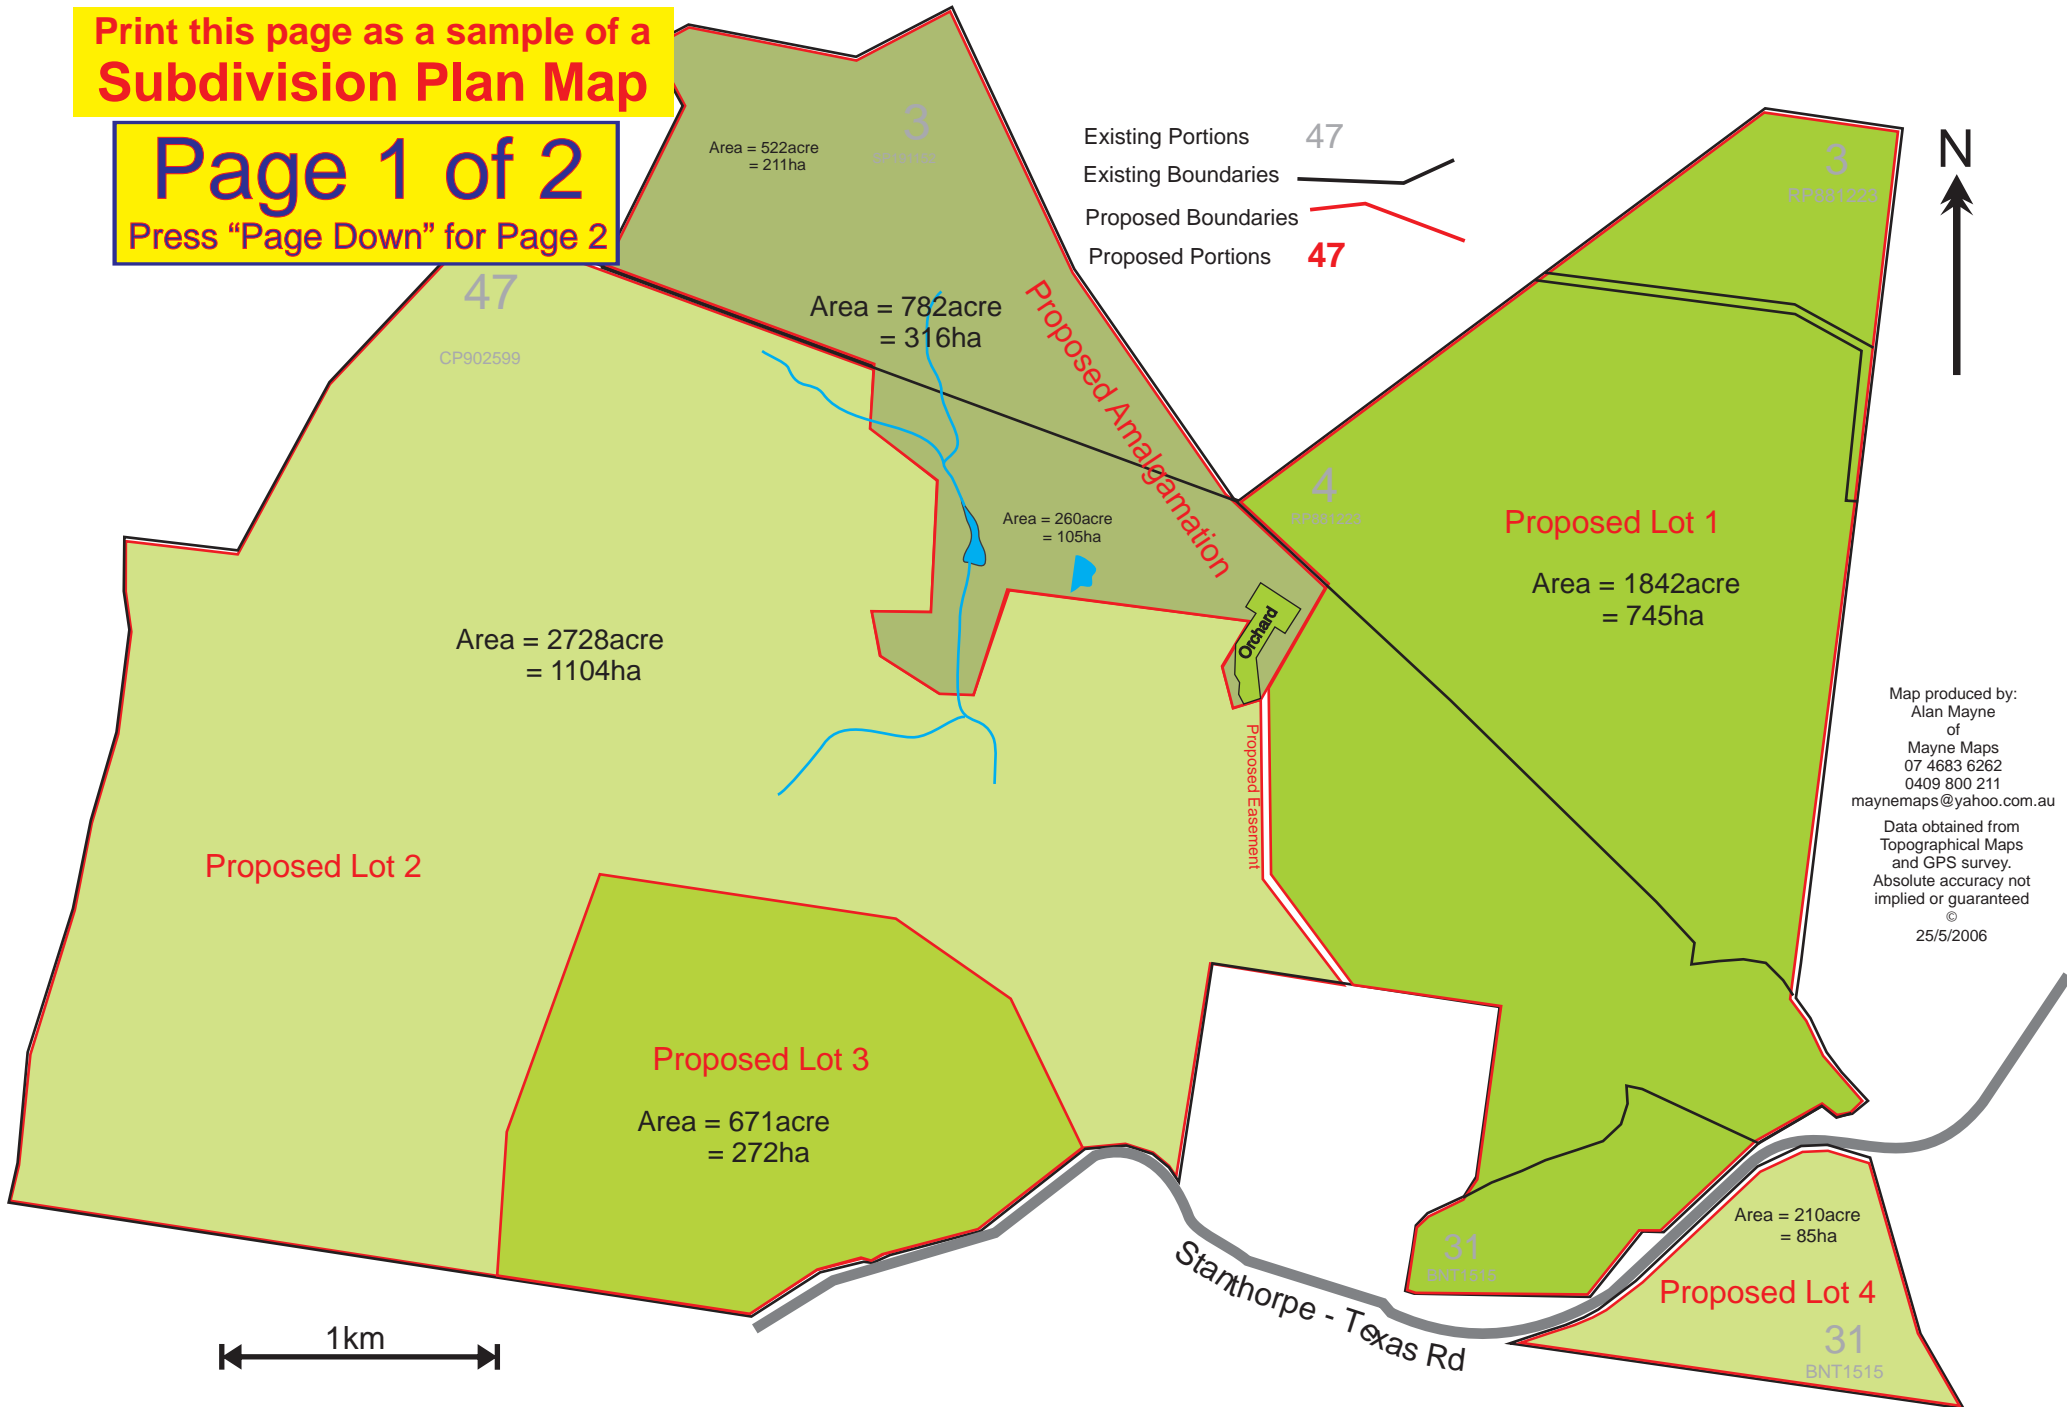 Print this page as a sample of a
Subdivision Plan Map
Page 1 of 2
Press “Page Down” for Page 2
Existing Portions 47
Existing Boundaries
Proposed Boundaries
Proposed Portions 47
N
3
Area = 522acre
= 211ha
3
RP881223
47
CP902599
Area = 782acre
= 316ha
Proposed Amalgamation
4
RP881223
Proposed Lot 1
Area = 1842acre
= 745ha
Area = 260acre
= 105ha
Orchard
Area = 2728acre
= 1104ha
Proposed Easement
Proposed Lot 2
Map produced by:
Alan Mayne
of
Mayne Maps
07 4683 6262
0409 800 211
maynemaps@yahoo.com.au
Data obtained from
Topographical Maps
and GPS survey.
Absolute accuracy not
implied or guaranteed
©
25/5/2006
Proposed Lot 3
Area = 671acre
= 272ha
31
BNT1515
Area = 210acre
= 85ha
Proposed Lot 4
31
BNT1515
Stanthorpe - Texas Rd
1km